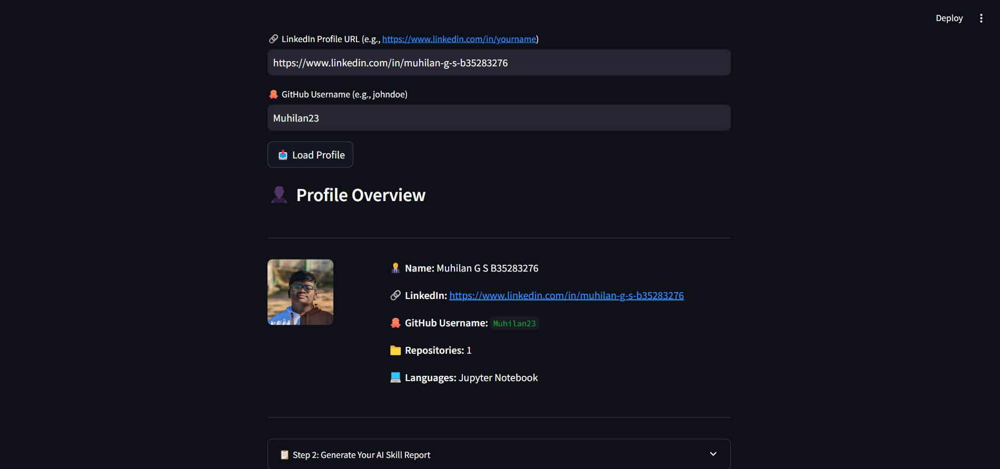 Deploy
LinkedIn Profile URL (e.g., https://www.linkedin.com/in/yourname)
https://www.linkedin.com/in/muhilan-g-s-b35283276
GitHub Username (e.g., johndoe)
Muhilan23
Load Profile
Profile Overview
Name: Muhilan G S B35283276
LinkedIn: https://www.linkedin.com/in/muhilan-g-s-b35283276
GitHub Username: Muhilan23
Repositories: 1
Languages: Jupyter Notebook
Step 2: Generate Your AI Skill Report